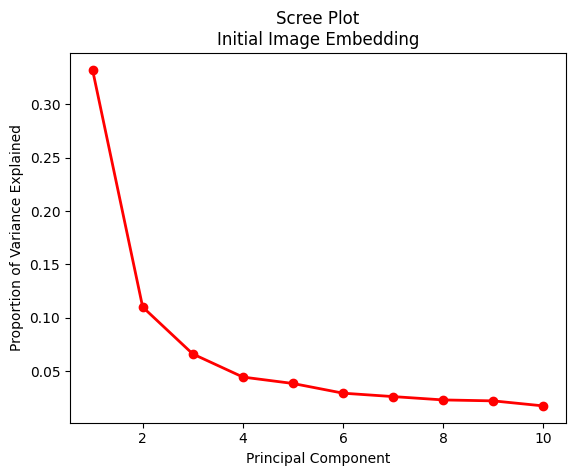 Scree Plot
Initial Image Embedding
Proportion of Variance Explained
0.30
0.25
0.20
0.15
0.10
0.05
2 4 6 8 10
Principal Component